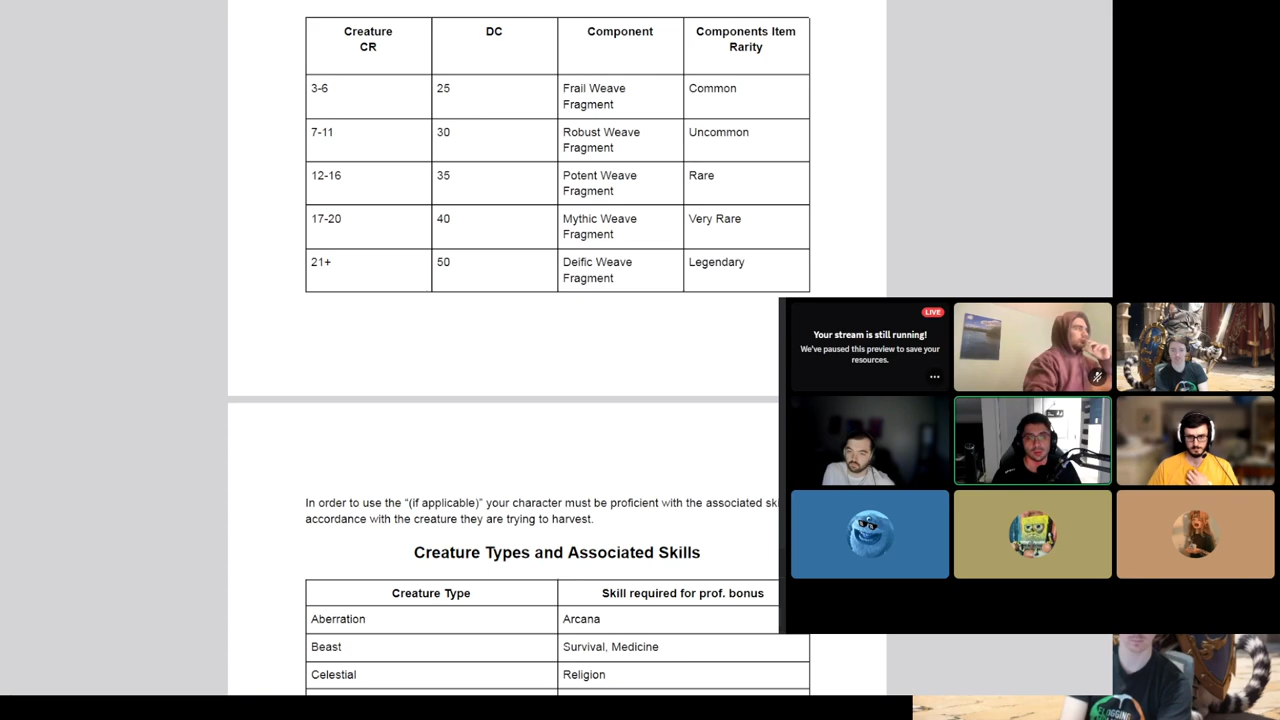 Creature
CR
DC
Component
Components Item
Rarity
3-6
25
Frail Weave
Fragment
Common
7-11
30
Robust Weave
Fragment
Uncommon
12-16
35
Potent Weave
Fragment
Rare
17-20
40
Mythic Weave
Fragment
Very Rare
21+
50
Deific Weave
Fragment
Legendary
LIVE
Your stream is still running!
We've paused this preview to save your
resources.
In order to use the "(if applicable)" your character must be proficient with the associated
accordance with the creature they are trying to harvest.
Creature Types and Associated Skills
Creature Type
Skill required for prof. bonus
Aberration
Arcana
Beast
Survival, Medicine
Celestial
Religion